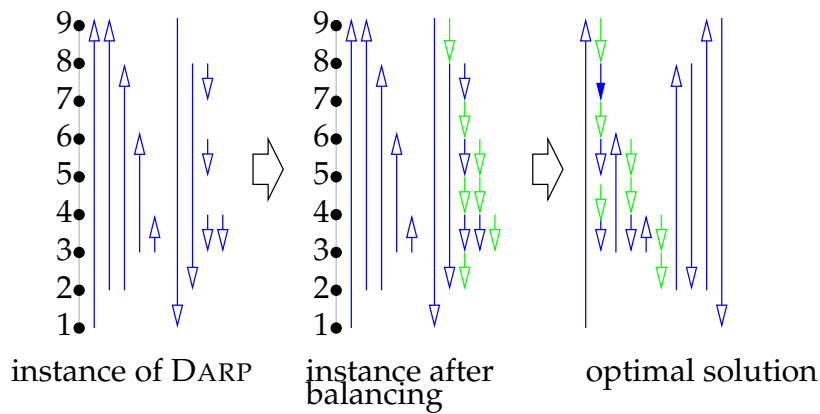 9 9
8 8
7 7
6 6
5 5
4 4
3 3
2 2
1 1
instance of DARP
instance after
balancing
optimal solution